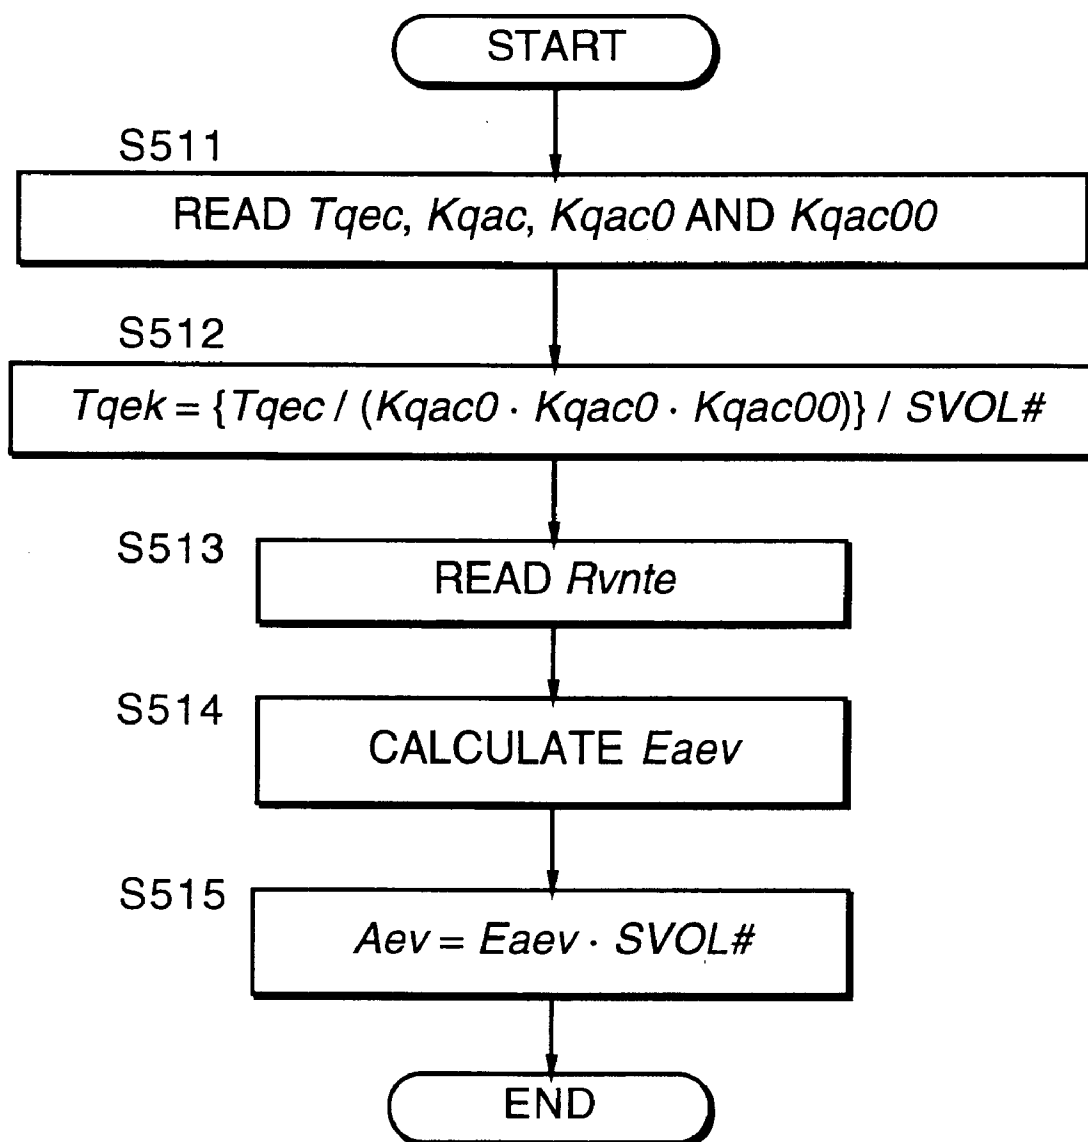 START
S511
READ Tqec, Kqac, Kqac0 AND Kqac00
S512
Tqek = {Tqec / (Kqac0 · Kqac0 · Kqac00)} / SVOL#
S513
READ Rvnte
S514
CALCULATE Eaev
S515
Aev = Eaev · SVOL#
END